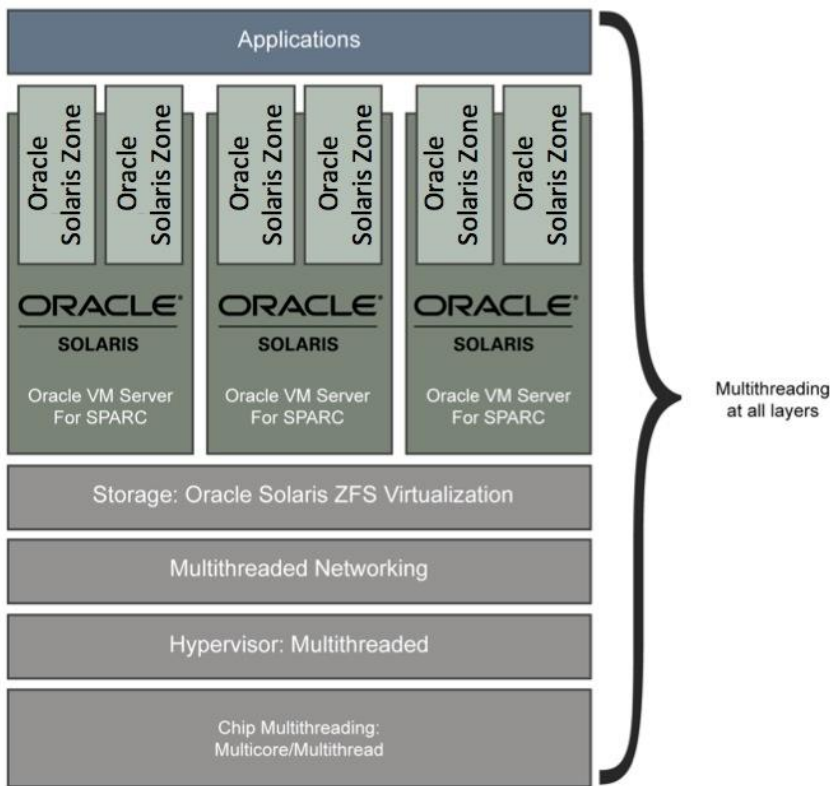 Applications
Oracle
Solaris Zone
Oracle
Solaris Zone
Oracle
Solaris Zone
Oracle
Solaris Zone
Oracle
Solaris Zone
Oracle
Solaris Zone
ORACLE®
SOLARIS
Oracle VM Server
For SPARC
ORACLE®
SOLARIS
Oracle VM Server
For SPARC
ORACLE®
SOLARIS
Oracle VM Server
For SPARC
Storage: Oracle Solaris ZFS Virtualization
Multithreaded Networking
Hypervisor: Multithreaded
Chip Multithreading:
Multicore/Multithread
Multithreading
at all layers